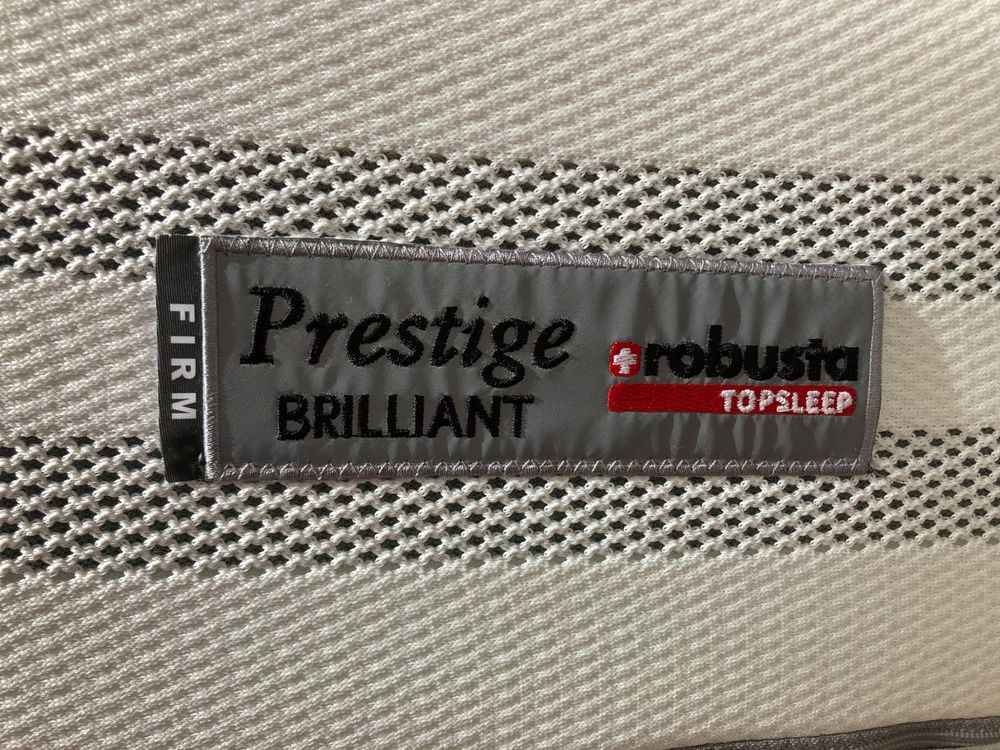 FIRM
Prestige
BRILLIANT
robusta
TOPSLEEP